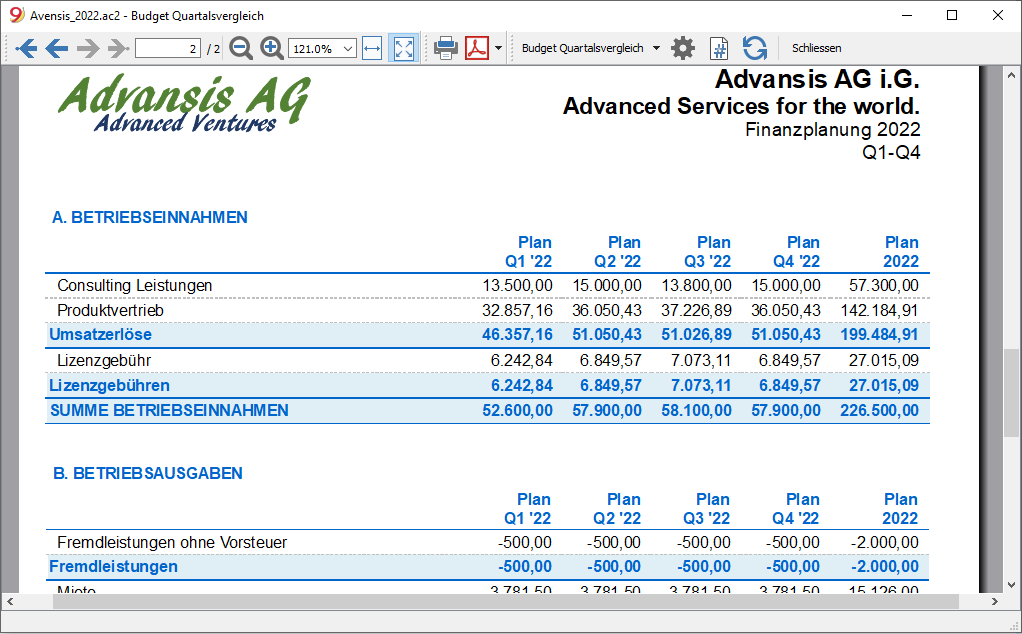 Avensis_2022.ac2 - Budget Quartalsvergleich
2 / 2 121.0% Budget Quartalsvergleich # Schliessen
Advansis AG
Advanced Ventures
Advansis AG i.G.
Advanced Services for the world.
Finanzplanung 2022
Q1-Q4
A. BETRIEBSEINNAHMEN
Plan Plan Plan Plan Plan
Q1 '22 Q2 '22 Q3 '22 Q4 '22 2022
Consulting Leistungen 13.500,00 15.000,00 13.800,00 15.000,00 57.300,00
Produktvertrieb 32.857,16 36.050,43 37.226,89 36.050,43 142.184,91
Umsatzerlöse 46.357,16 51.050,43 51.026,89 51.050,43 199.484,91
Lizenzgebühr 6.242,84 6.849,57 7.073,11 6.849,57 27.015,09
Lizenzgebühren 6.242,84 6.849,57 7.073,11 6.849,57 27.015,09
SUMME BETRIEBSEINNAHMEN 52.600,00 57.900,00 58.100,00 57.900,00 226.500,00
B. BETRIEBSAUSGABEN
Plan Plan Plan Plan Plan
Q1 '22 Q2 '22 Q3 '22 Q4 '22 2022
Fremdleistungen ohne Vorsteuer -500,00 -500,00 -500,00 -500,00 -2.000,00
Fremdleistungen -500,00 -500,00 -500,00 -500,00 -2.000,00
Miete 3.781,50 3.781,50 3.781,50 3.781,50 15.126,00